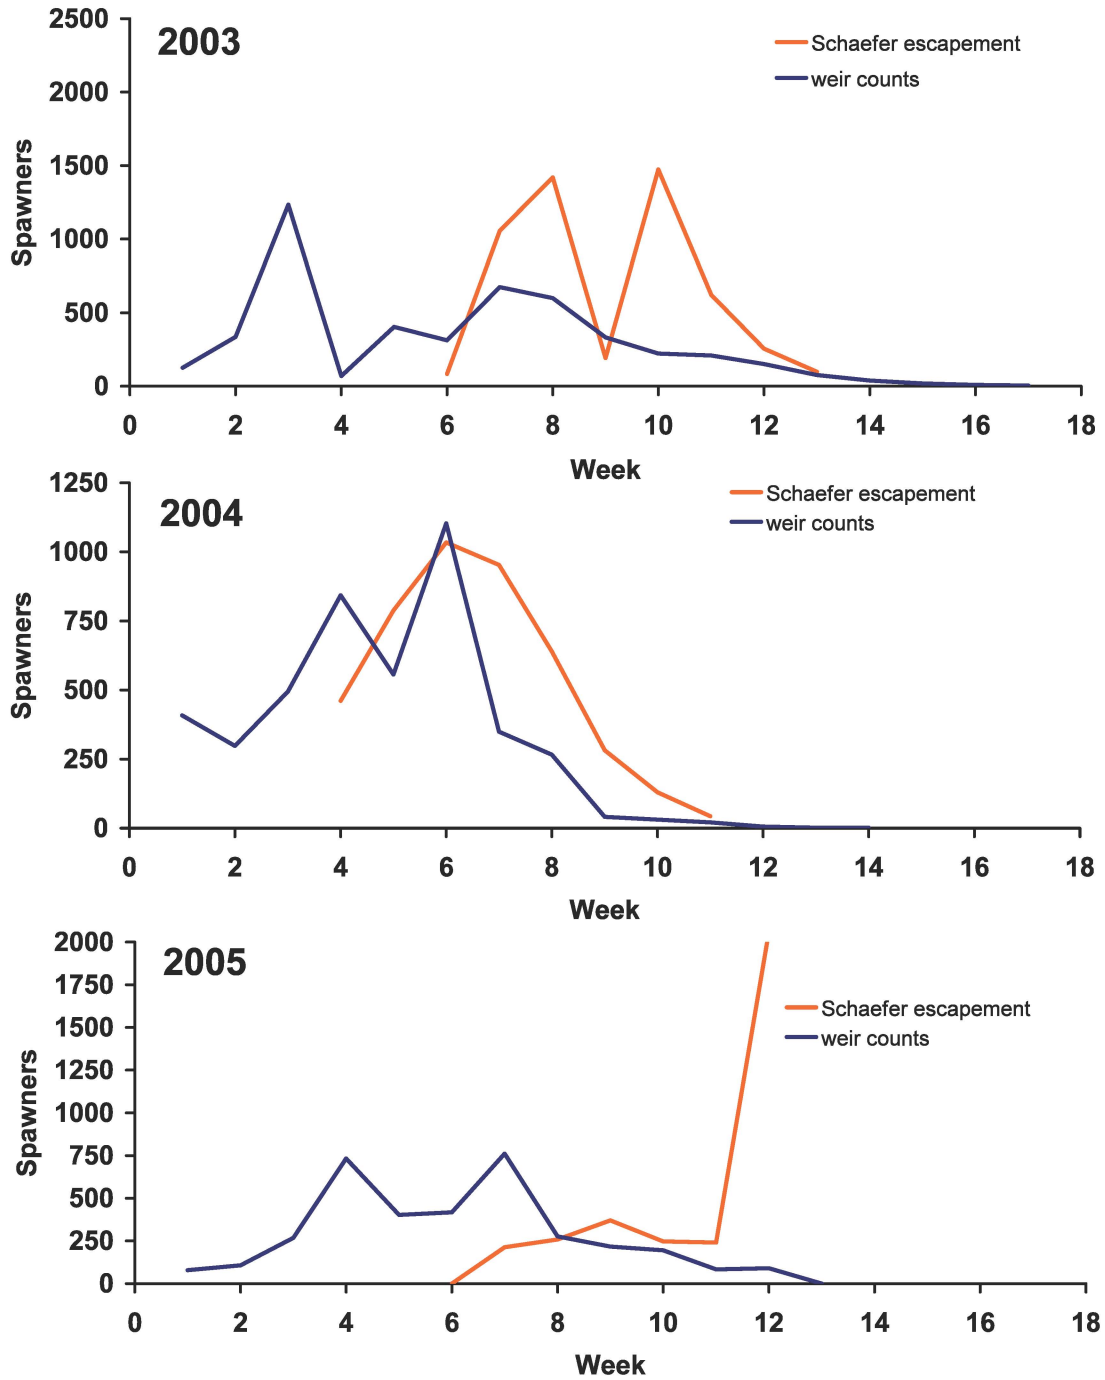 2003
Schaefer escapement
weir counts
Spawners
2500
2000
1500
1000
500
0
0 2 4 6 8 10 12 14 16 18
Week
2004
Schaefer escapement
weir counts
Spawners
1250
1000
750
500
250
0
0 2 4 6 8 10 12 14 16 18
Week
2005
Schaefer escapement
weir counts
Spawners
2000
1750
1500
1250
1000
750
500
250
0
0 2 4 6 8 10 12 14 16 18
Week